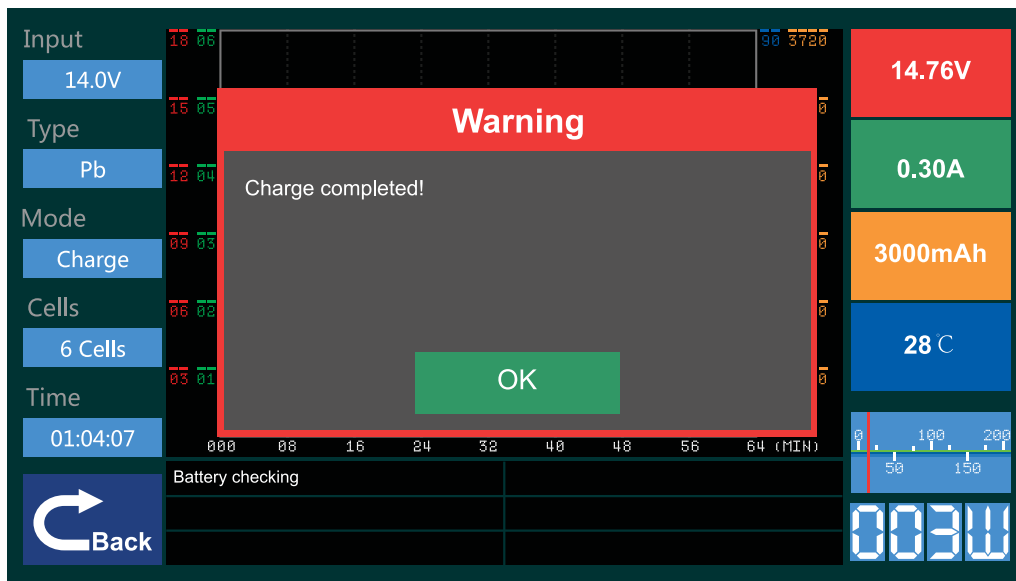 Input
14.0V
Type
Pb
Mode
Charge
Cells
6 Cells
Time
01:04:07
Back
18 06
15 05
12 04
09 03
06 02
03 01
90 3720
0
0
0
0
0
Warning
Charge completed!
OK
000 08 16 24 32 40 48 56 64 (MIN)
Battery checking
14.76V
0.30A
3000mAh
28℃
0 100 200
50 150
003W